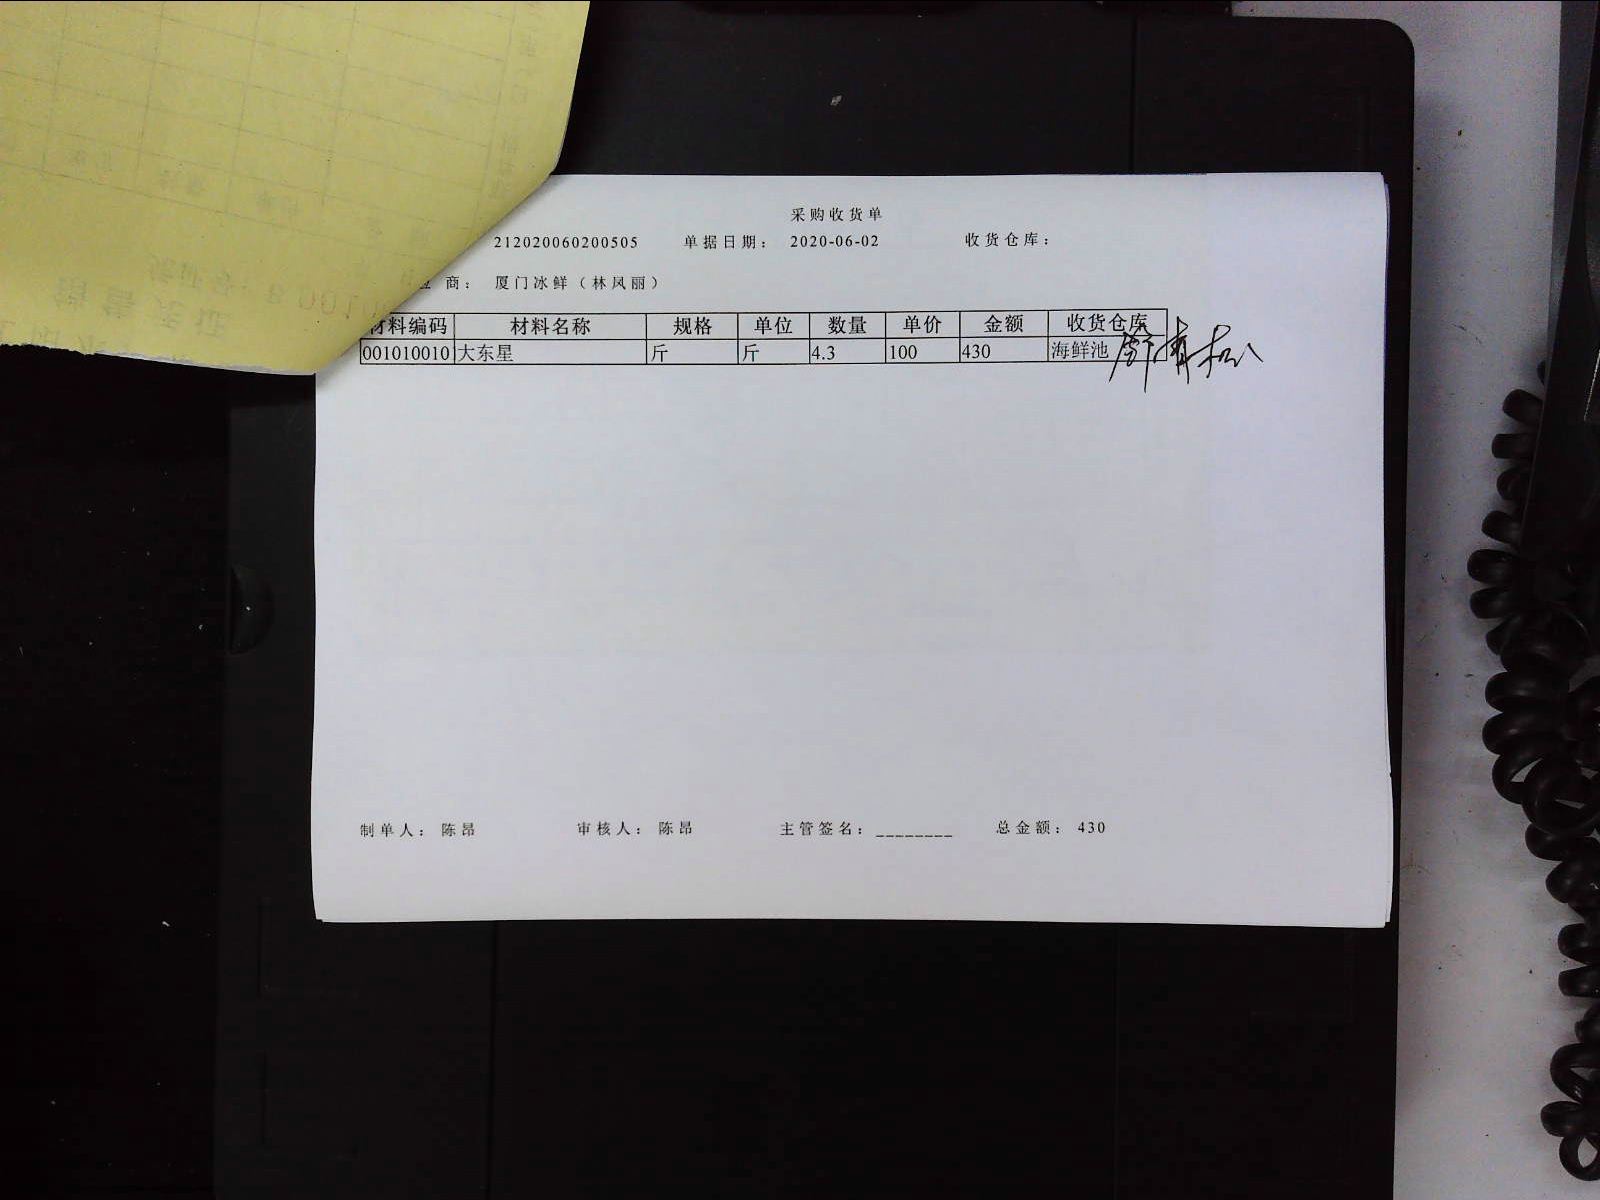 采购收货单
212020060200505 单据日期： 2020-06-02 收货仓库：
商： 厦门冰鲜（林凤丽）
材料编码 材料名称 规格 单位 数量 单价 金额 收货仓库
001010010 大东星 斤 斤 4.3 100 430 海鲜池
制单人： 陈昂 审核人： 陈昂 主管签名：________ 总金额： 430